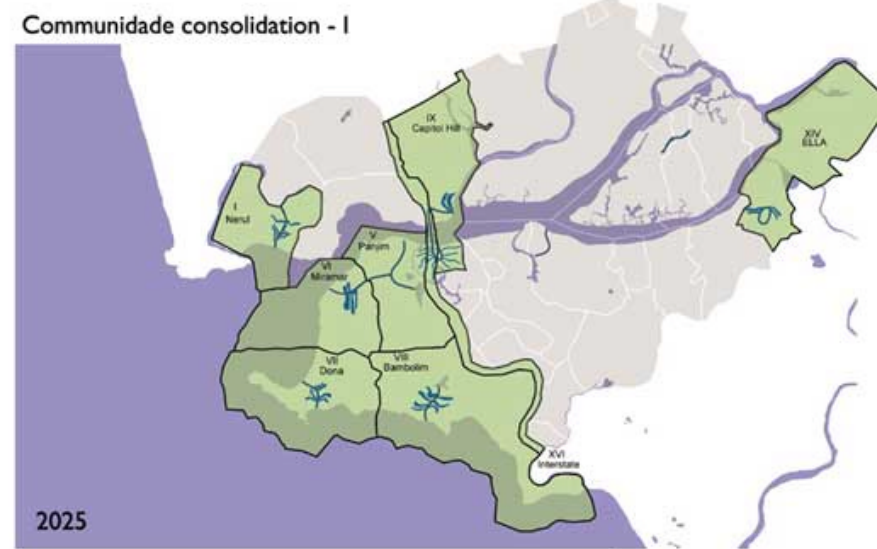 Communidade consolidation - I
IX
Capitol Hill
XIV
ELLA
I
Nerul
V
Panjim
VI
Miramar
VII
Dona
VIII
Bambolim
XVI
Interstate
2025